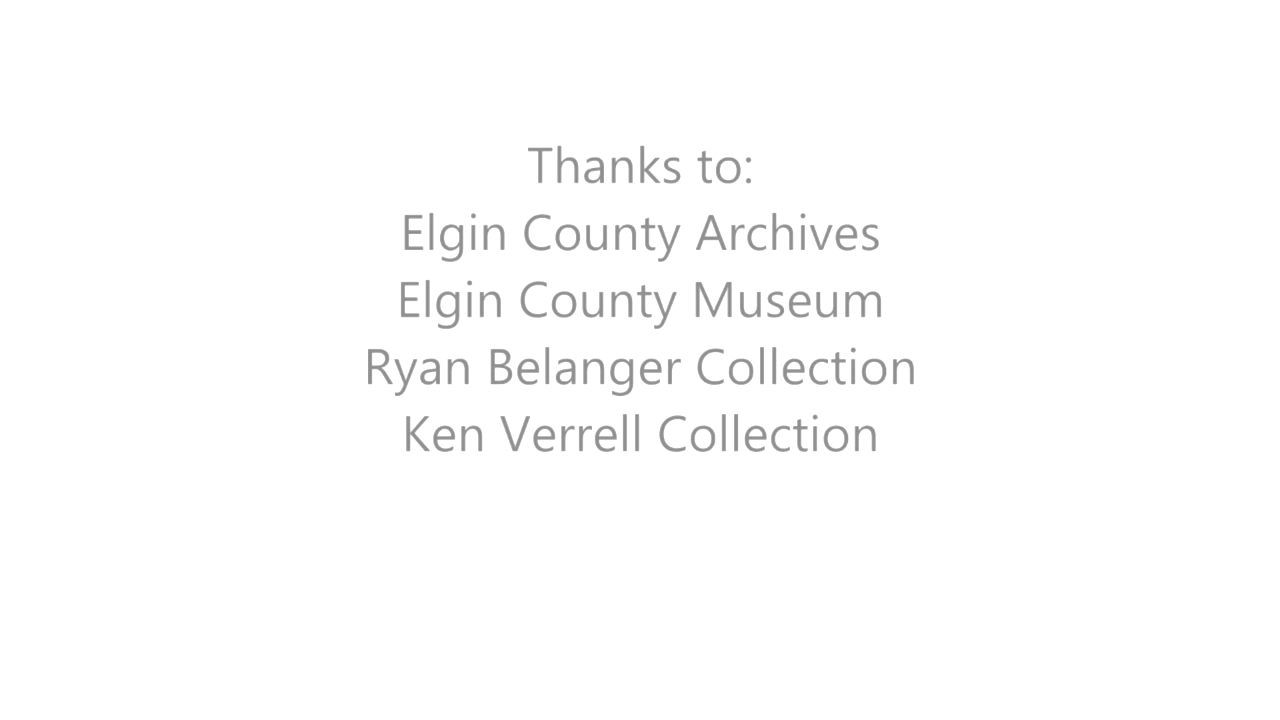 Thanks to:
Elgin County Archives
Elgin County Museum
Ryan Belanger Collection
Ken Verrell Collection